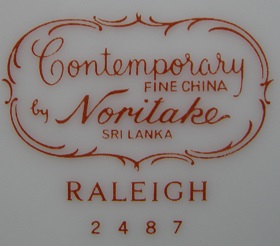 Contemporary
FINE CHINA
by Noritake
SRI LANKA
RALEIGH
2487